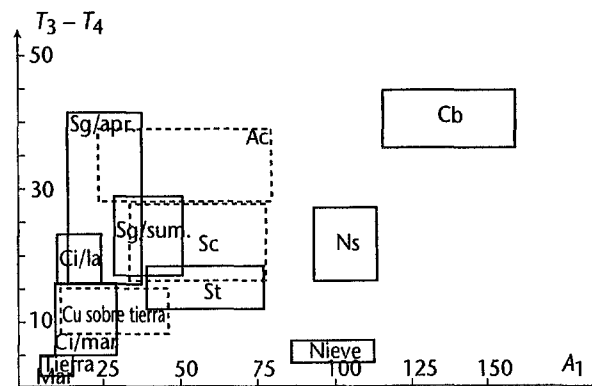 T3 – T4
50
Cb
Sg/apr.
Ac
30
Sg/sum.
Sc
Ns
Ci/la
St
Cu sobre tierra
10
Ci/mar
Nieve
Tierra
Mar
25
50
75
100
125
150
A1